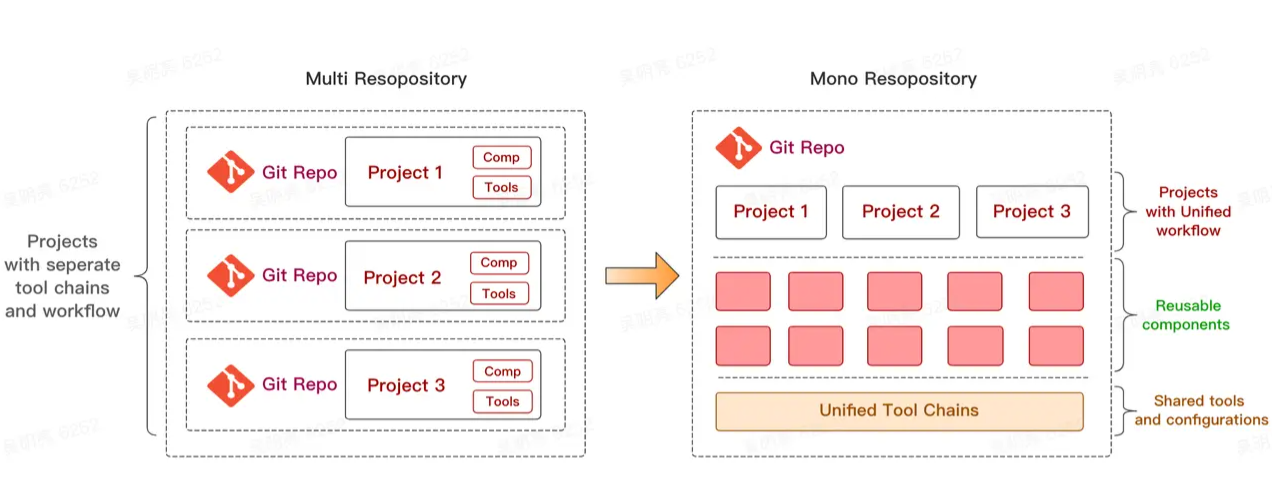 Multi Resopository
Mono Resopository
Projects
with seperate
tool chains
and workflow
Git Repo
Project 1
Comp
Tools
Git Repo
Project 2
Comp
Tools
Git Repo
Project 3
Comp
Tools
Git Repo
Project 1
Project 2
Project 3
Projects
with Unified
workflow
Reusable
components
Unified Tool Chains
Shared tools
and configurations